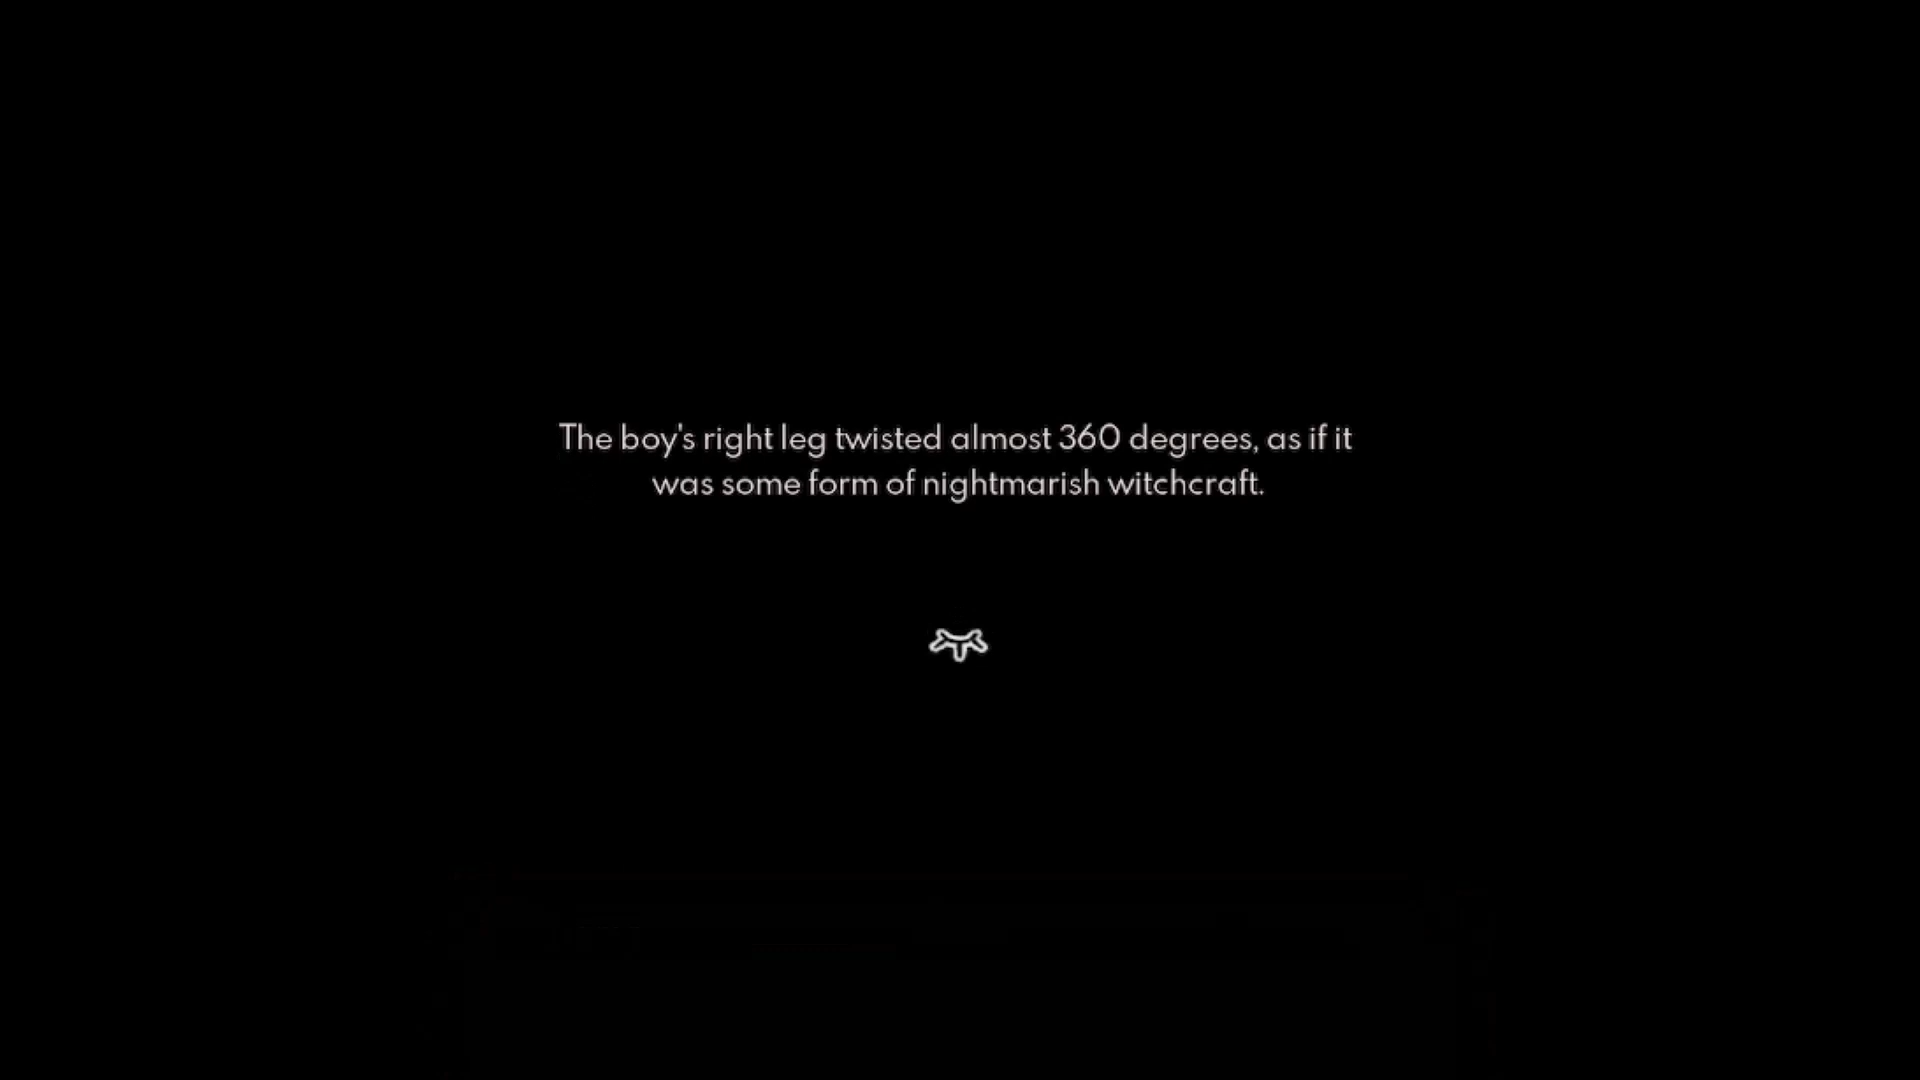 The boy's right leg twisted almost 360 degrees, as if it
was some form of nightmarish witchcraft.